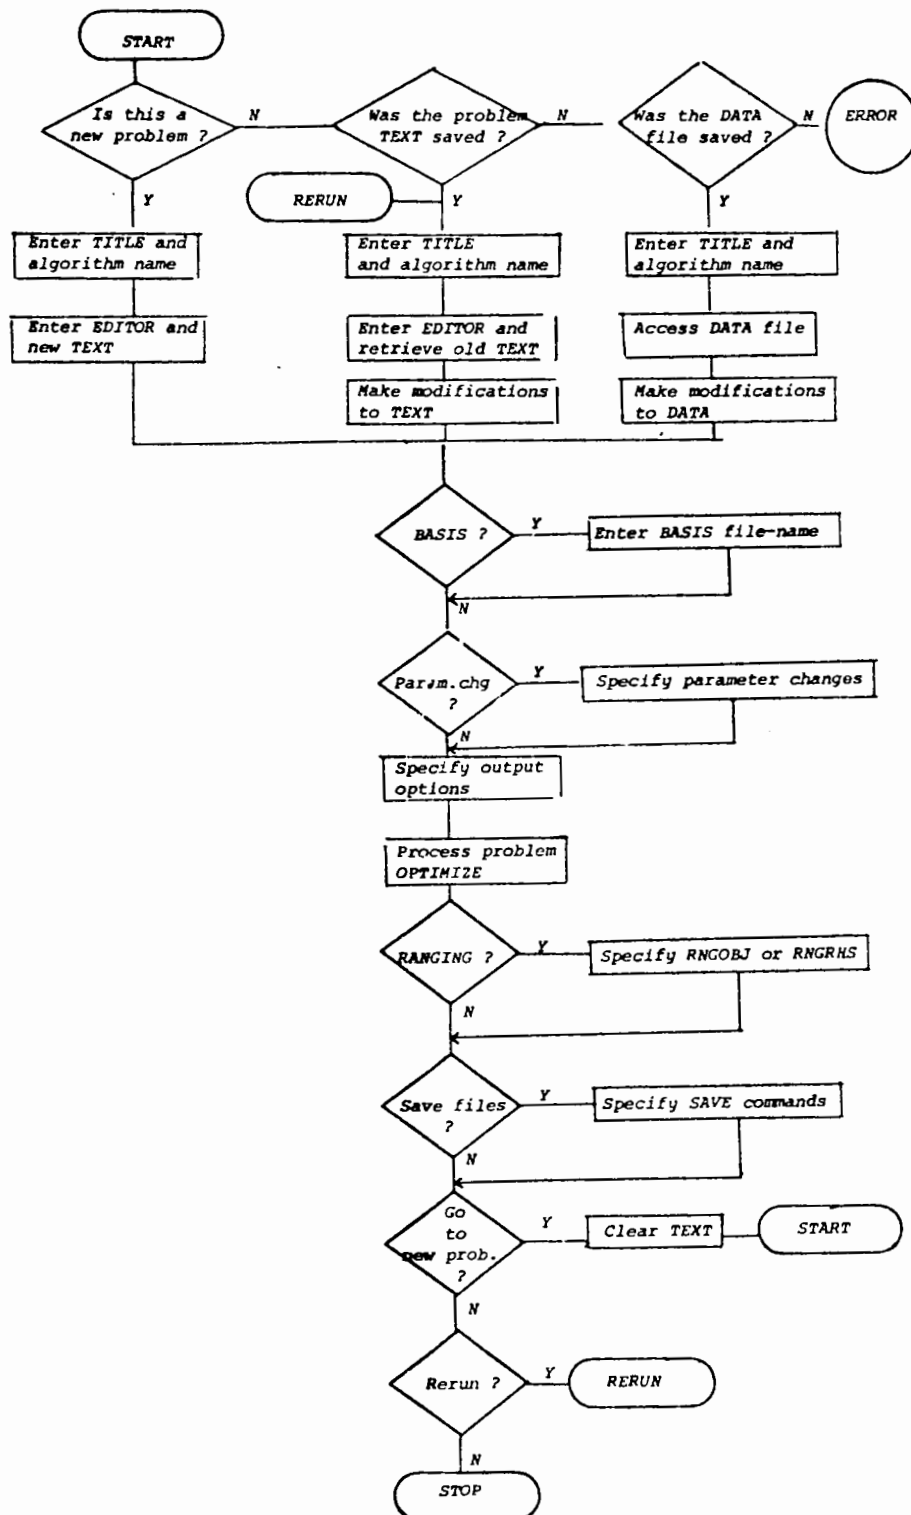 START
Is this a
new problem ?
N
Was the problem
TEXT saved ?
N
Was the DATA
file saved ?
N
ERROR
Y
RERUN
Y
Y
Enter TITLE and
algorithm name
Enter TITLE
and algorithm name
Enter TITLE and
algorithm name
Enter EDITOR and
new TEXT
Enter EDITOR and
retrieve old TEXT
Access DATA file
Make modifications
to TEXT
Make modifications
to DATA
BASIS ?
Y
Enter BASIS file-name
N
Param.chg
?
Y
Specify parameter changes
N
Specify output
options
Process problem
OPTIMIZE
RANGING ?
Y
Specify RNGOBJ or RNGRHS
N
Save files
?
Y
Specify SAVE commands
N
Go
to
new prob.
?
Y
Clear TEXT
START
N
Rerun ?
Y
RERUN
N
STOP